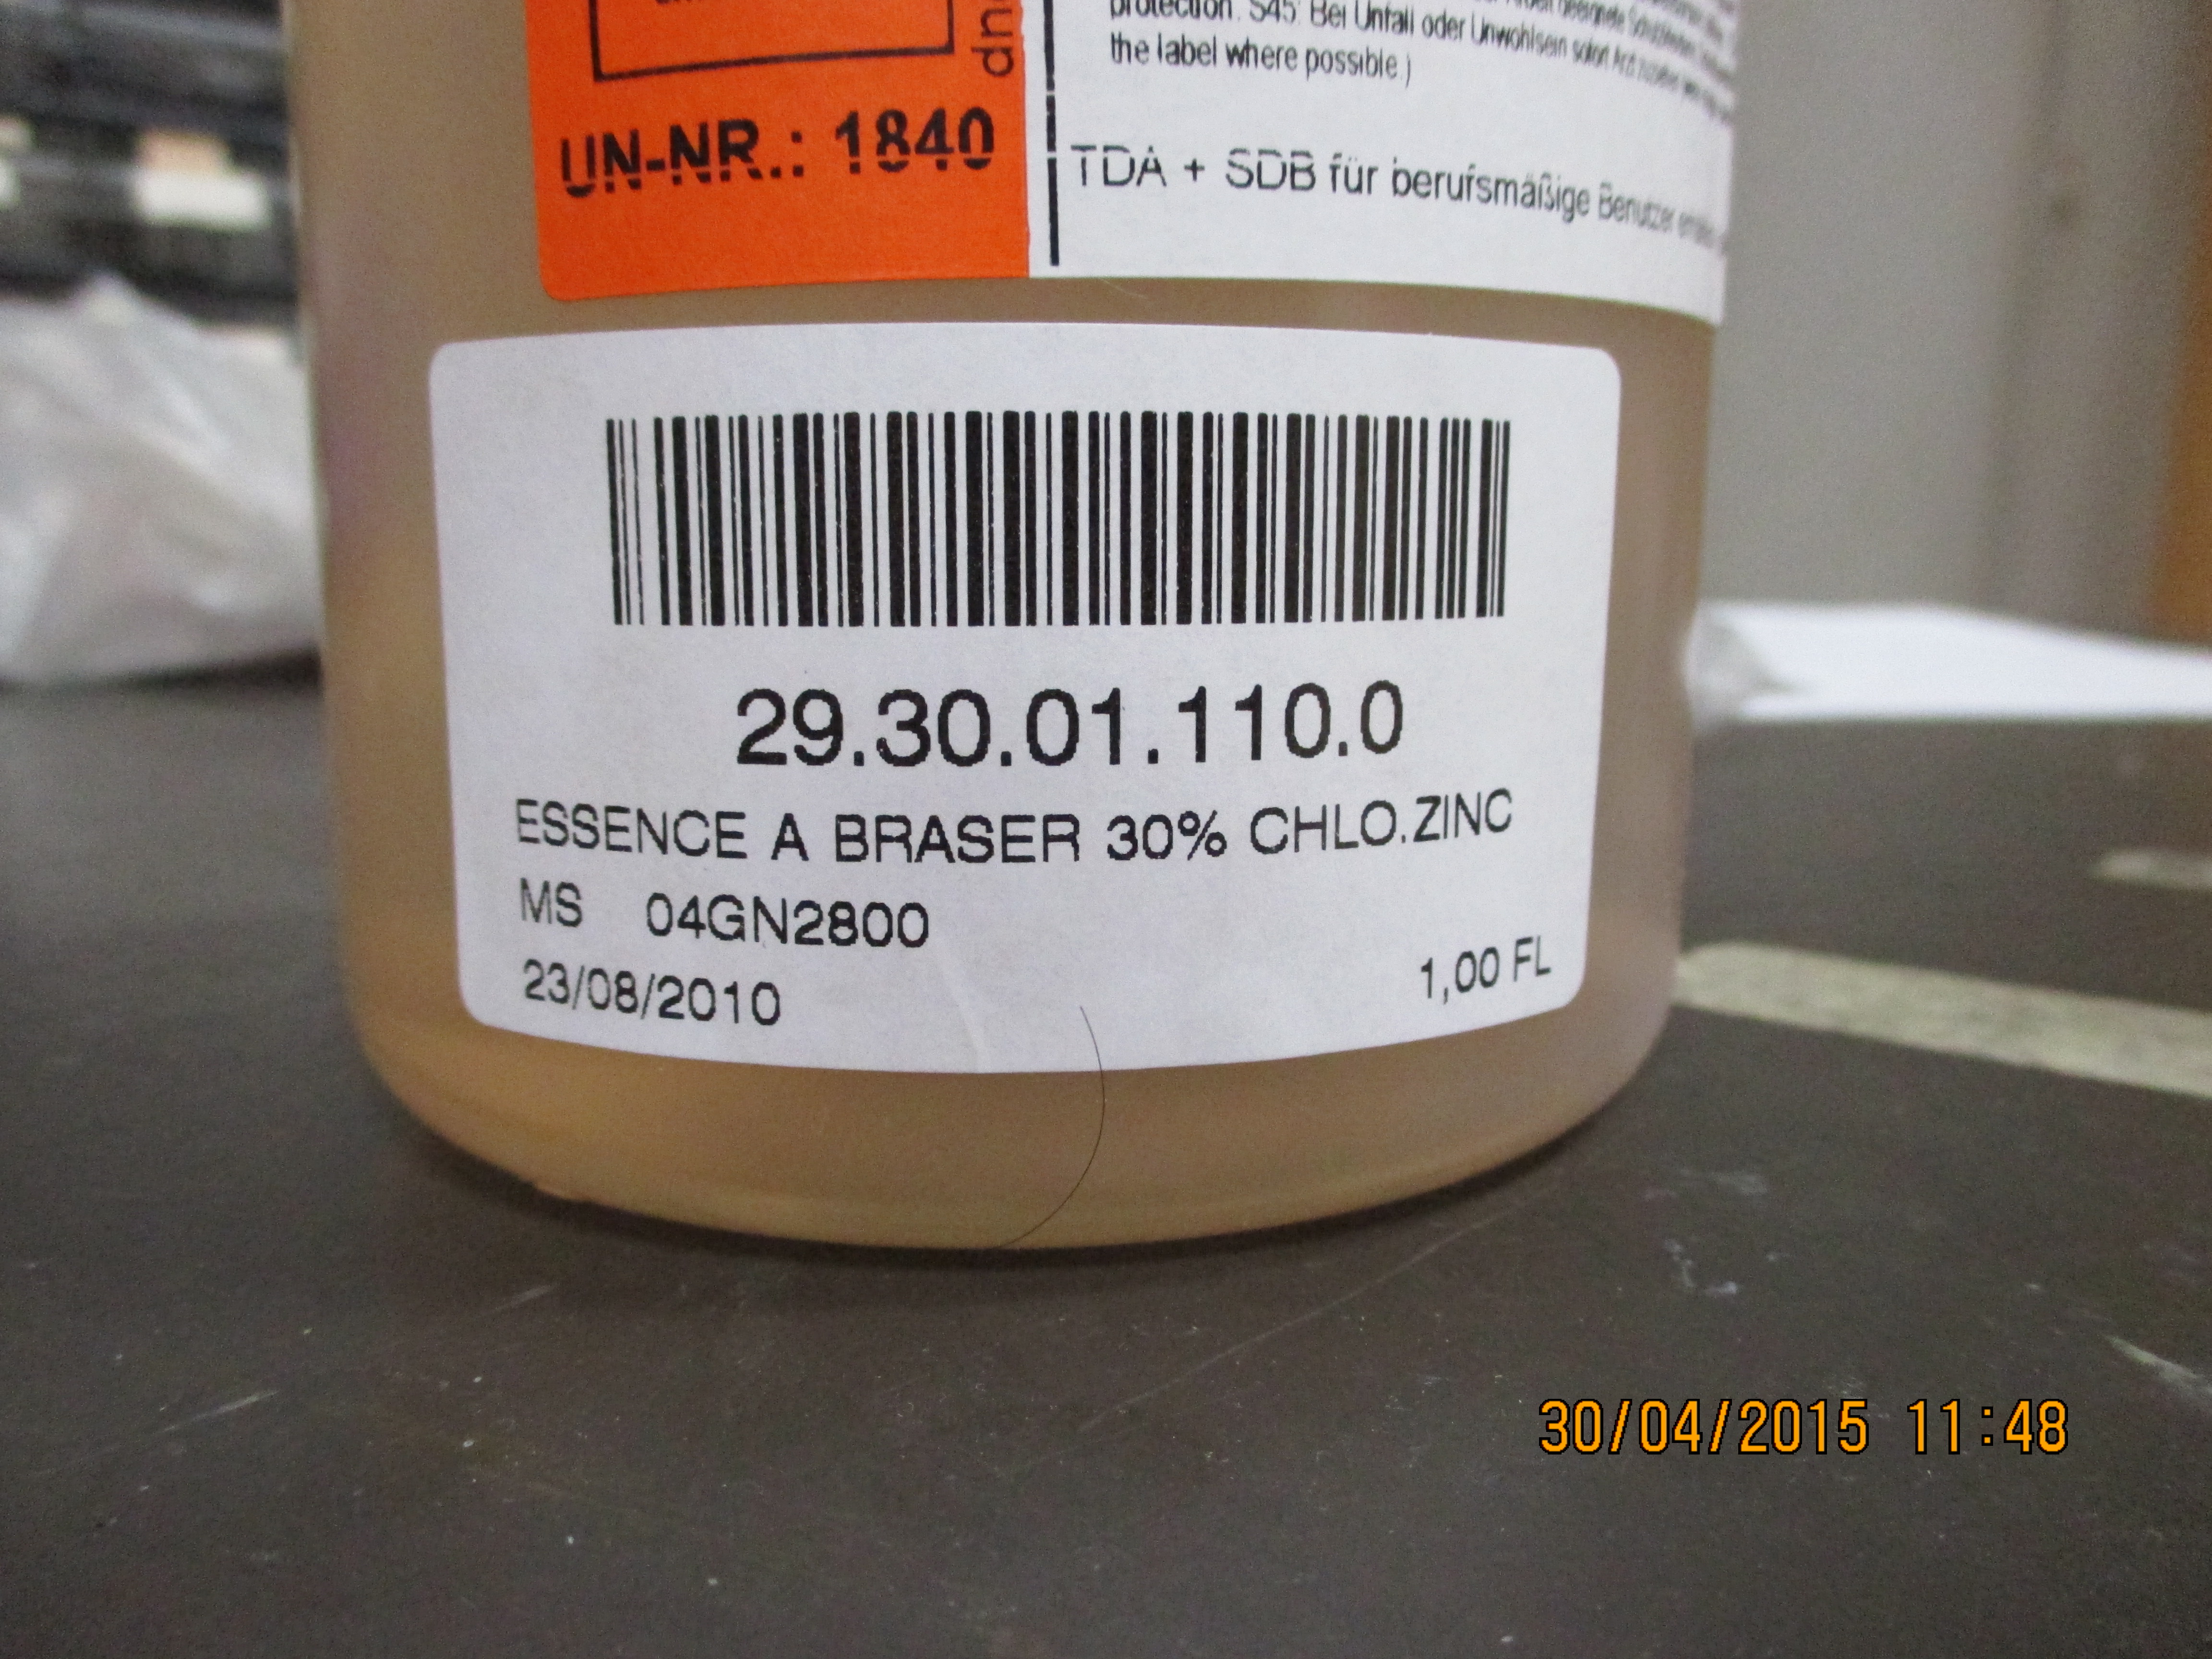 protection. S45: Bei Unfall oder Unwohlsein sofort Arzt
the label where possible.)
UN-NR.: 1840
TDA + SDB für berufsmäßige Benutzer
29.30.01.110.0
ESSENCE A BRASER 30% CHLO.ZINC
MS 04GN2800
23/08/2010
1,00 FL
30/04/2015 11:48